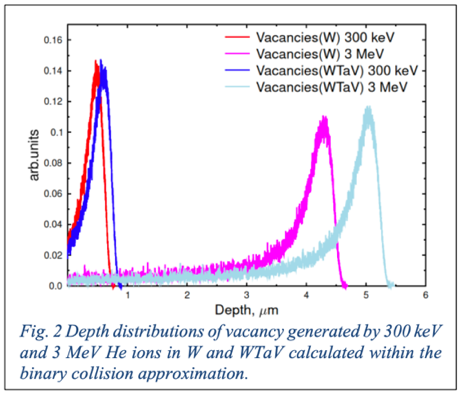 0.16
0.14
0.12
0.1
0.08
0.06
0.04
0.02
0.0
arb.units
Vacancies(W) 300 keV
Vacancies(W) 3 MeV
Vacancies(WTaV) 300 keV
Vacancies(WTaV) 3 MeV
1 2 3 4 5 6
Depth, μm
Fig. 2 Depth distributions of vacancy generated by 300 keV
and 3 MeV He ions in W and WTaV calculated within the
binary collision approximation.